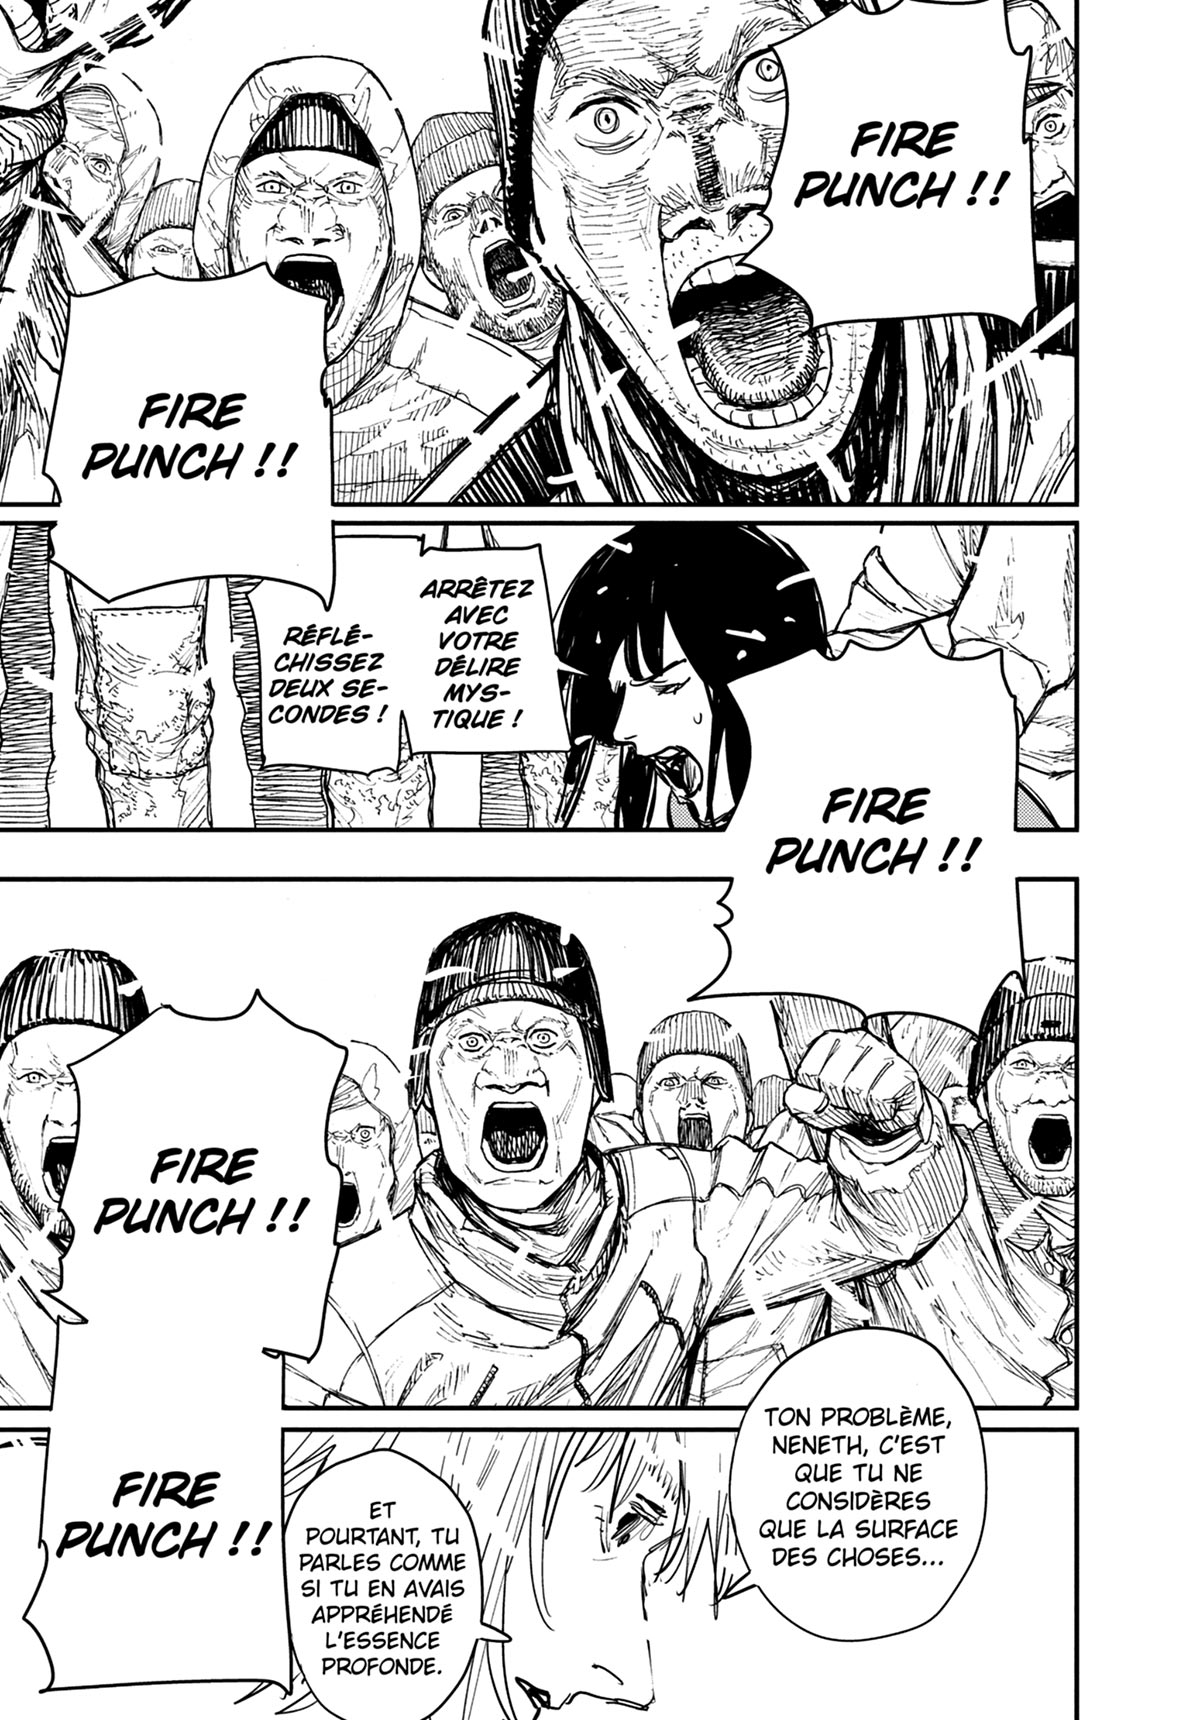 FIRE
PUNCH !!
FIRE
PUNCH !!
ARRÊTEZ
AVEC
VOTRE
DÉLIRE
MYS-
TIQUE !
RÉFLÉ-
CHISSEZ
DEUX SE-
CONDES !
FIRE
PUNCH !!
FIRE
PUNCH !!
FIRE
PUNCH !!
TON PROBLÈME,
NENETH, C'EST
QUE TU NE
CONSIDÈRES
QUE LA SURFACE
DES CHOSES...
ET
POURTANT, TU
PARLES COMME
SI TU EN AVAIS
APPRÉHENDÉ
L'ESSENCE
PROFONDE.